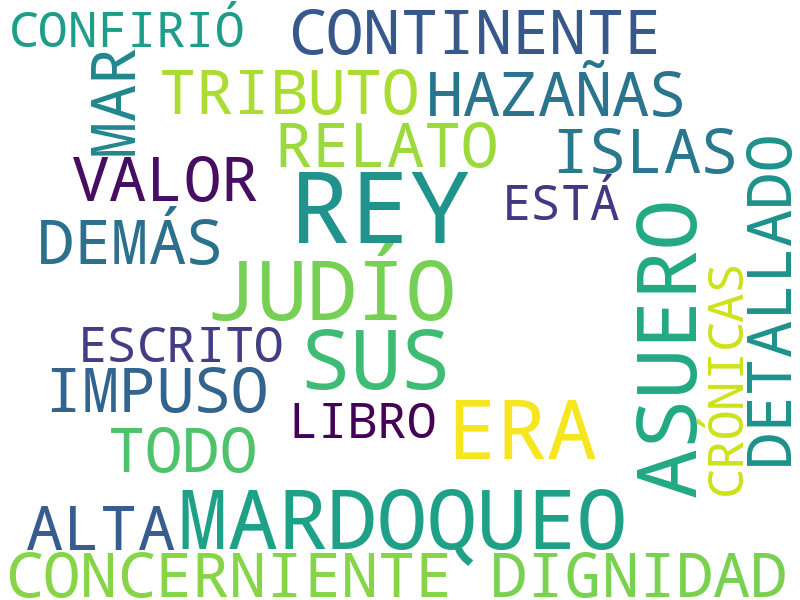 CONFIRIÓ CONTINENTE
MAR TRIBUTO HAZAÑAS
RELATO ISLAS
VALOR REY ESTÁ
DEMÁS
JUDÍO
ASUERO CRÓNICAS DETALLADO
ESCRITO SUS
IMPUSO
LIBRO ERA
TODO
ALTA MARDOQUEO
CONCERNIENTE DIGNIDAD